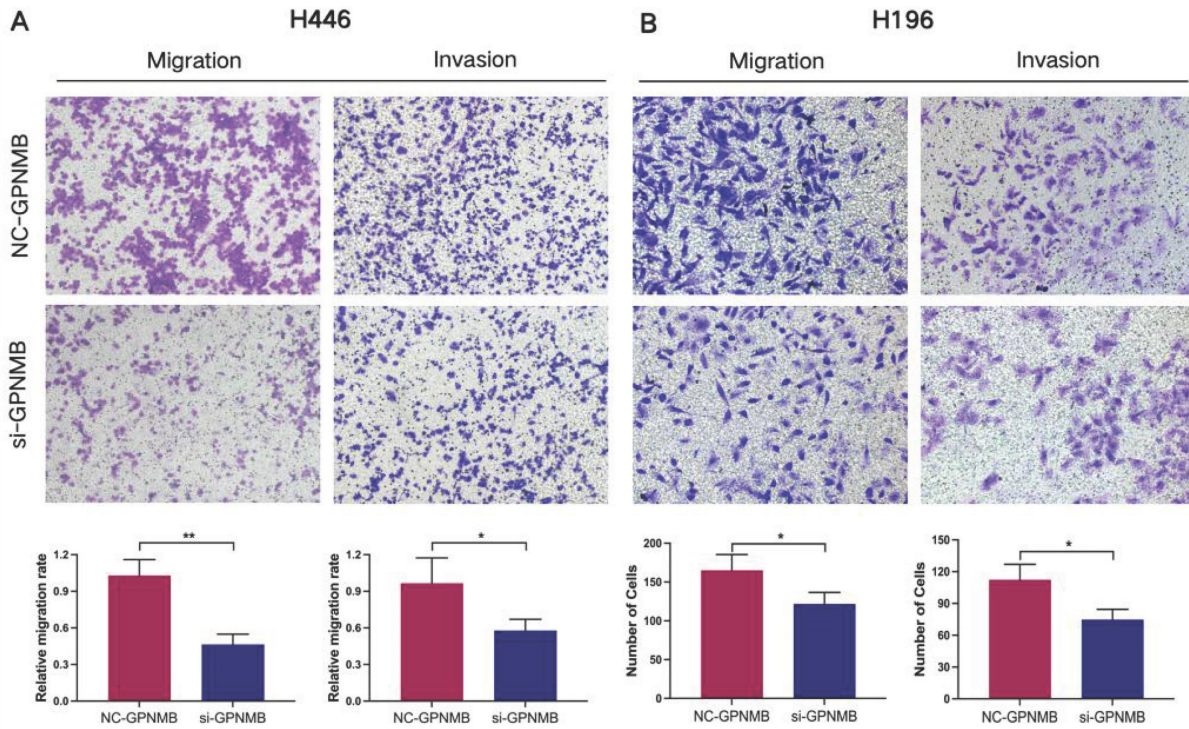 A
H446
B
H196
Migration
Invasion
Migration
Invasion
NC-GPNMB
si-GPNMB
Relative migration rate
1.2
0.9
0.6
0.3
0.0
**
NC-GPNMB
si-GPNMB
Relative migration rate
1.2
0.9
0.6
0.3
0.0
*
NC-GPNMB
si-GPNMB
Number of Cells
200
150
100
50
0
*
NC-GPNMB
si-GPNMB
Number of Cells
150
120
90
60
30
0
*
NC-GPNMB
si-GPNMB